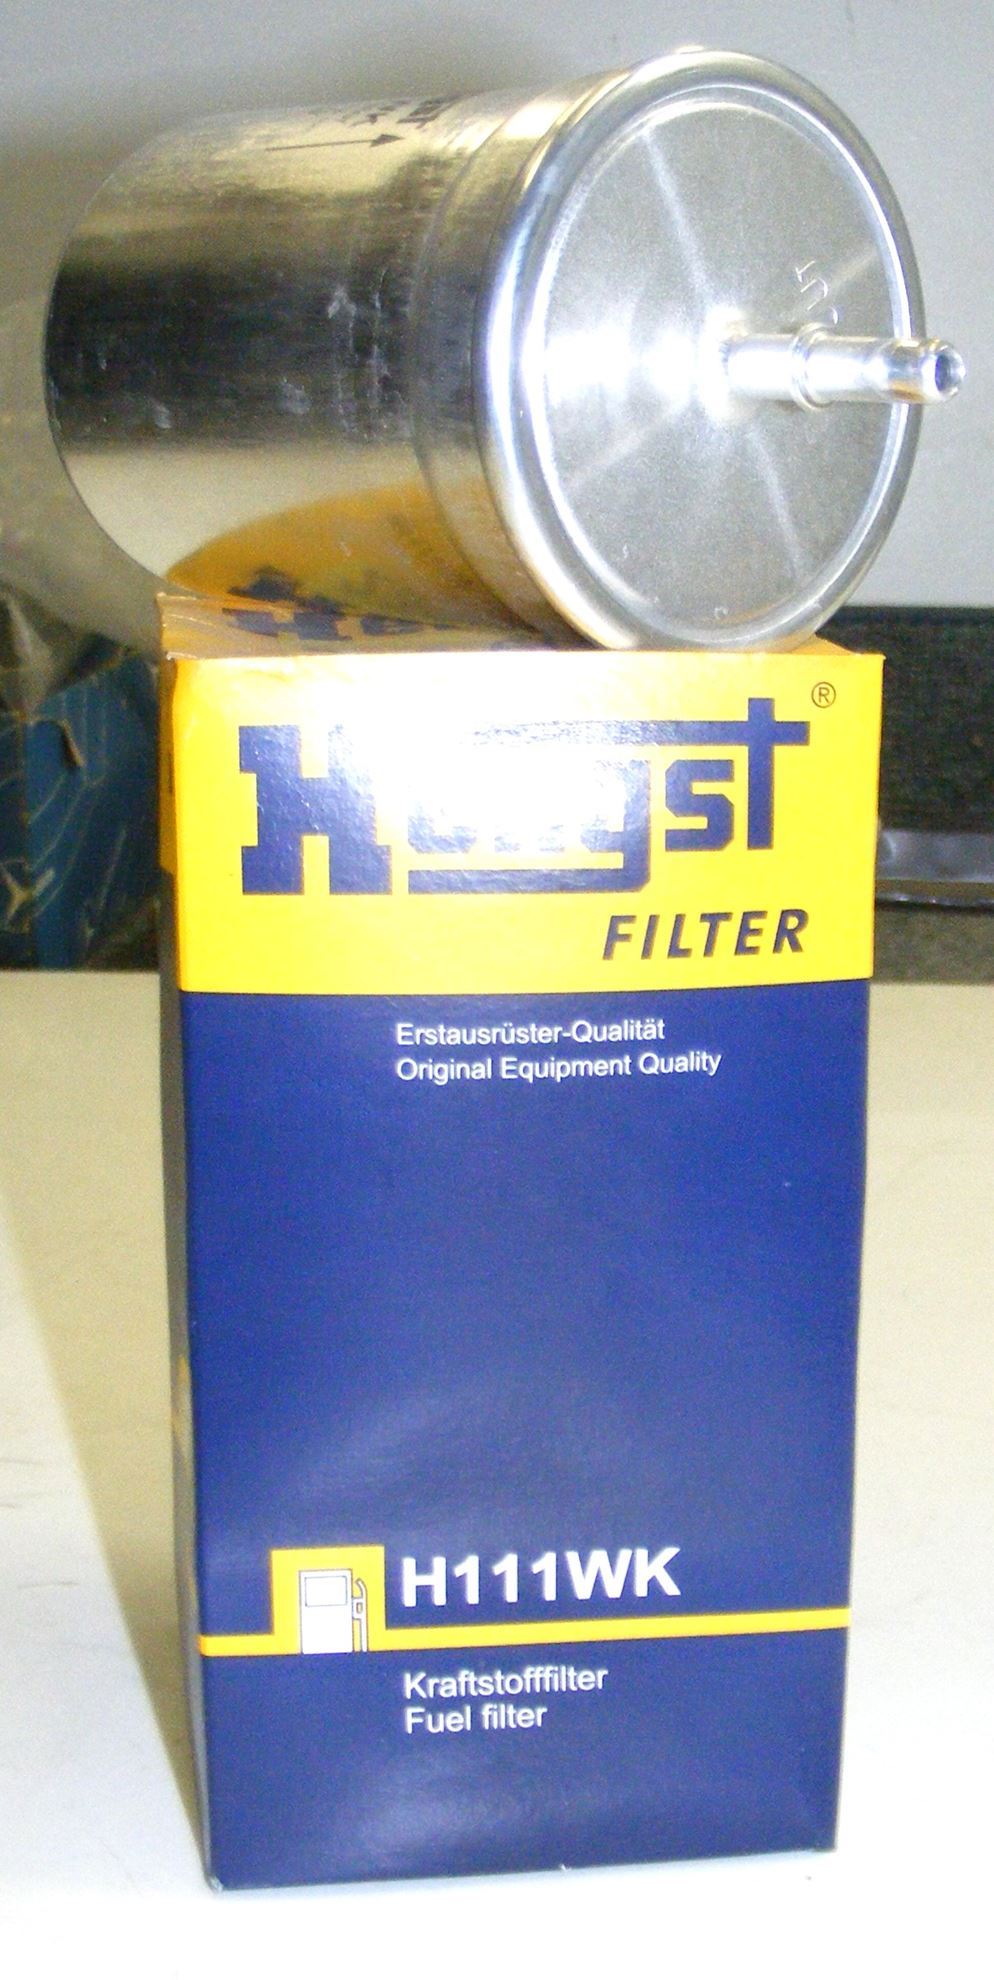 Hengst ®
FILTER
Erstausrüster-Qualität
Original Equipment Quality
H111WK
Kraftstofffilter
Fuel filter